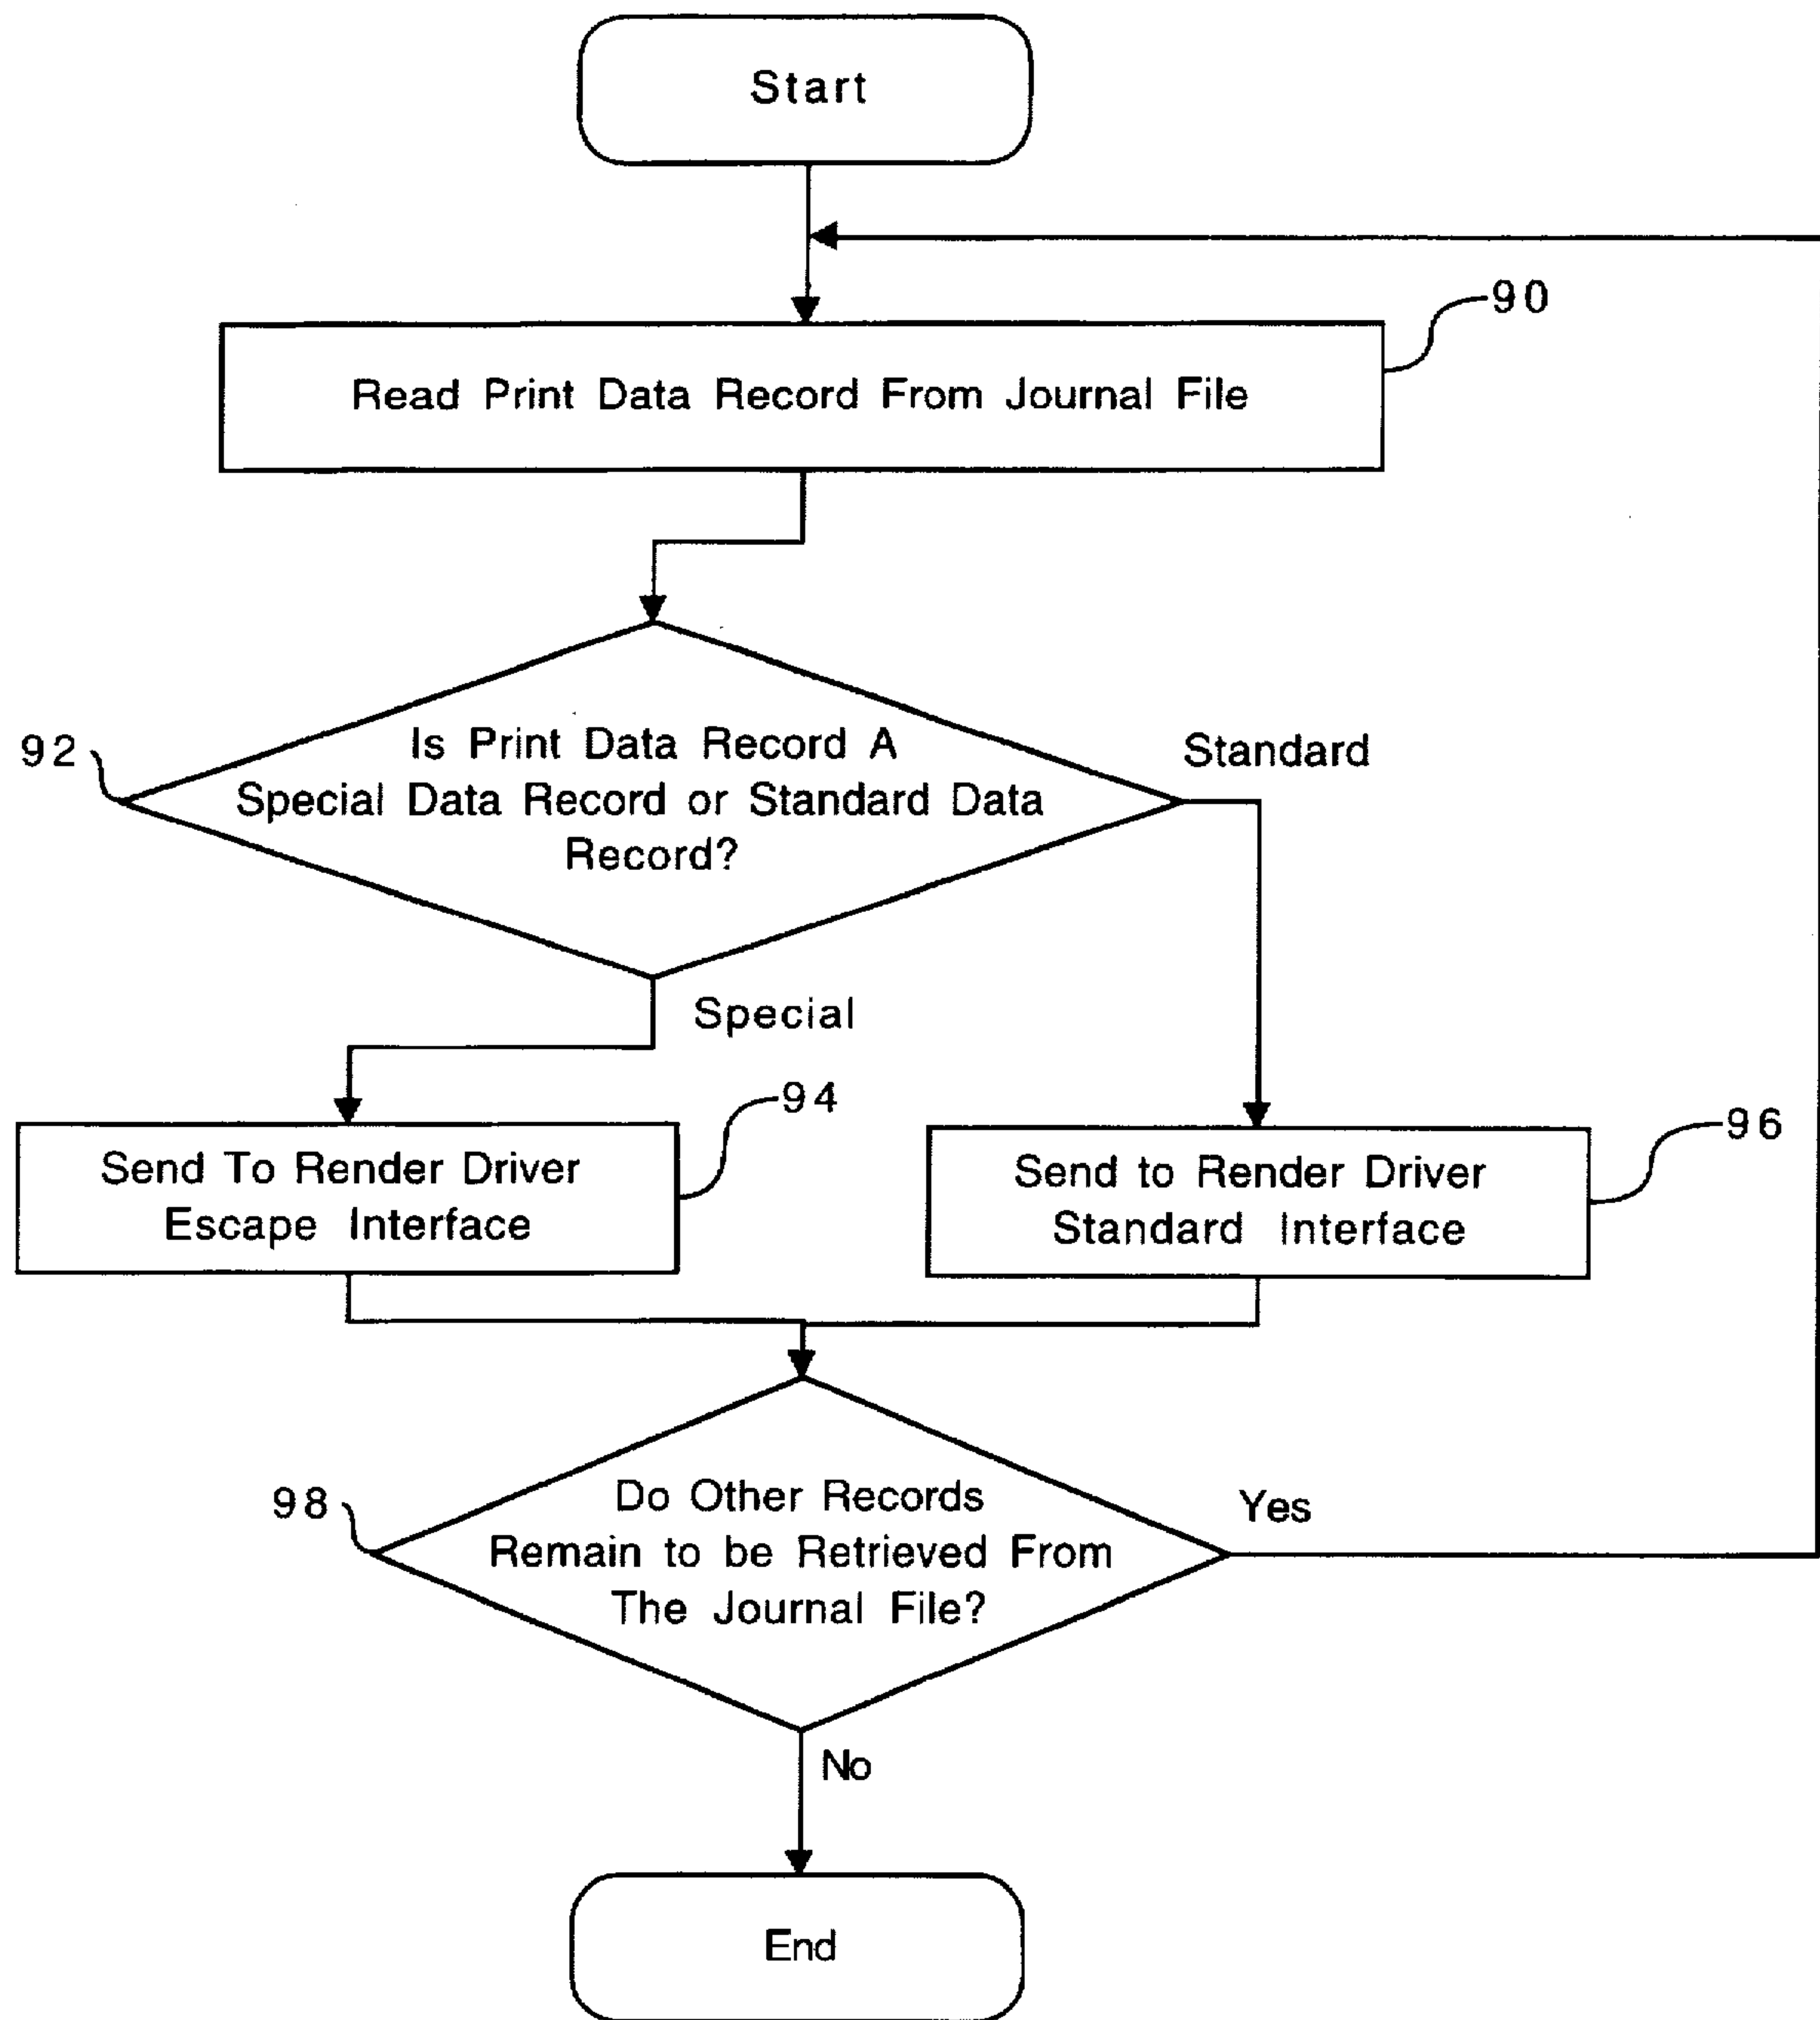 Start
90
Read Print Data Record From Journal File
92
Is Print Data Record A
Special Data Record or Standard Data
Record?
Standard
Special
94
Send To Render Driver
Escape Interface
96
Send to Render Driver
Standard Interface
98
Do Other Records
Remain to be Retrieved From
The Journal File?
Yes
No
End